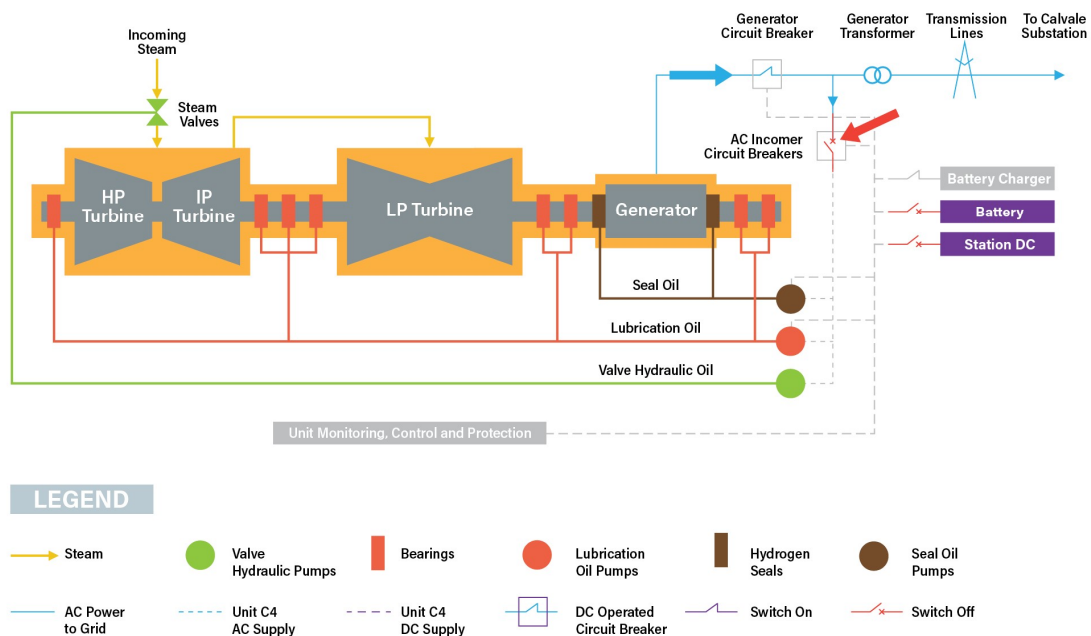 Generator
Circuit Breaker
Generator
Transformer
Transmission
Lines
To Calvale
Substation
Incoming
Steam
Steam
Valves
AC Incomer
Circuit Breakers
HP
Turbine
IP
Turbine
LP Turbine
Generator
Battery Charger
Battery
Station DC
Seal Oil
Lubrication Oil
Valve Hydraulic Oil
Unit Monitoring, Control and Protection
LEGEND
Steam
Valve
Hydraulic Pumps
Bearings
Lubrication
Oil Pumps
Hydrogen
Seals
Seal Oil
Pumps
AC Power
to Grid
Unit C4
AC Supply
Unit C4
DC Supply
DC Operated
Circuit Breaker
Switch On
Switch Off